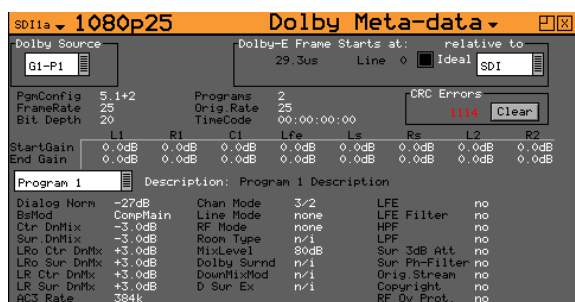 SDI1a 1080p25 Dolby Meta-data
Dolby Source Dolby-E Frame Starts at: relative to
G1-P1 29.3us Line 0 Ideal SDI
PgmConfig 5.1+2 Programs 2 CRC Errors
FrameRate 25 Orig.Rate 25 1114 Clear
Bit Depth 20 TimeCode 00:00:00:00
L1 R1 C1 Lfe Ls Rs L2 R2
StartGain 0.0dB 0.0dB 0.0dB 0.0dB 0.0dB 0.0dB 0.0dB 0.0dB
End Gain 0.0dB 0.0dB 0.0dB 0.0dB 0.0dB 0.0dB 0.0dB 0.0dB
Program 1 Description: Program 1 Description
Dialog Norm -27dB Chan Mode 3/2 LFE no
BsMod CompMain Line Mode none LFE Filter no
Ctr DnMix -3.0dB RF Mode none HPF no
Sur.DnMix -3.0dB Room Type n/i LPF no
LRo Ctr DnMx +3.0dB MixLevel 80dB Sur 3dB Att no
LRo Sur DnMx +3.0dB Dolby Surnd n/i Sur Ph-Filter no
LR Ctr DnMx +3.0dB DownMixMod n/i Orig.Stream no
LR Sur DnMx +3.0dB D Sur Ex n/i Copyright no
AC3 Rate 384k RF Ov Prot. no